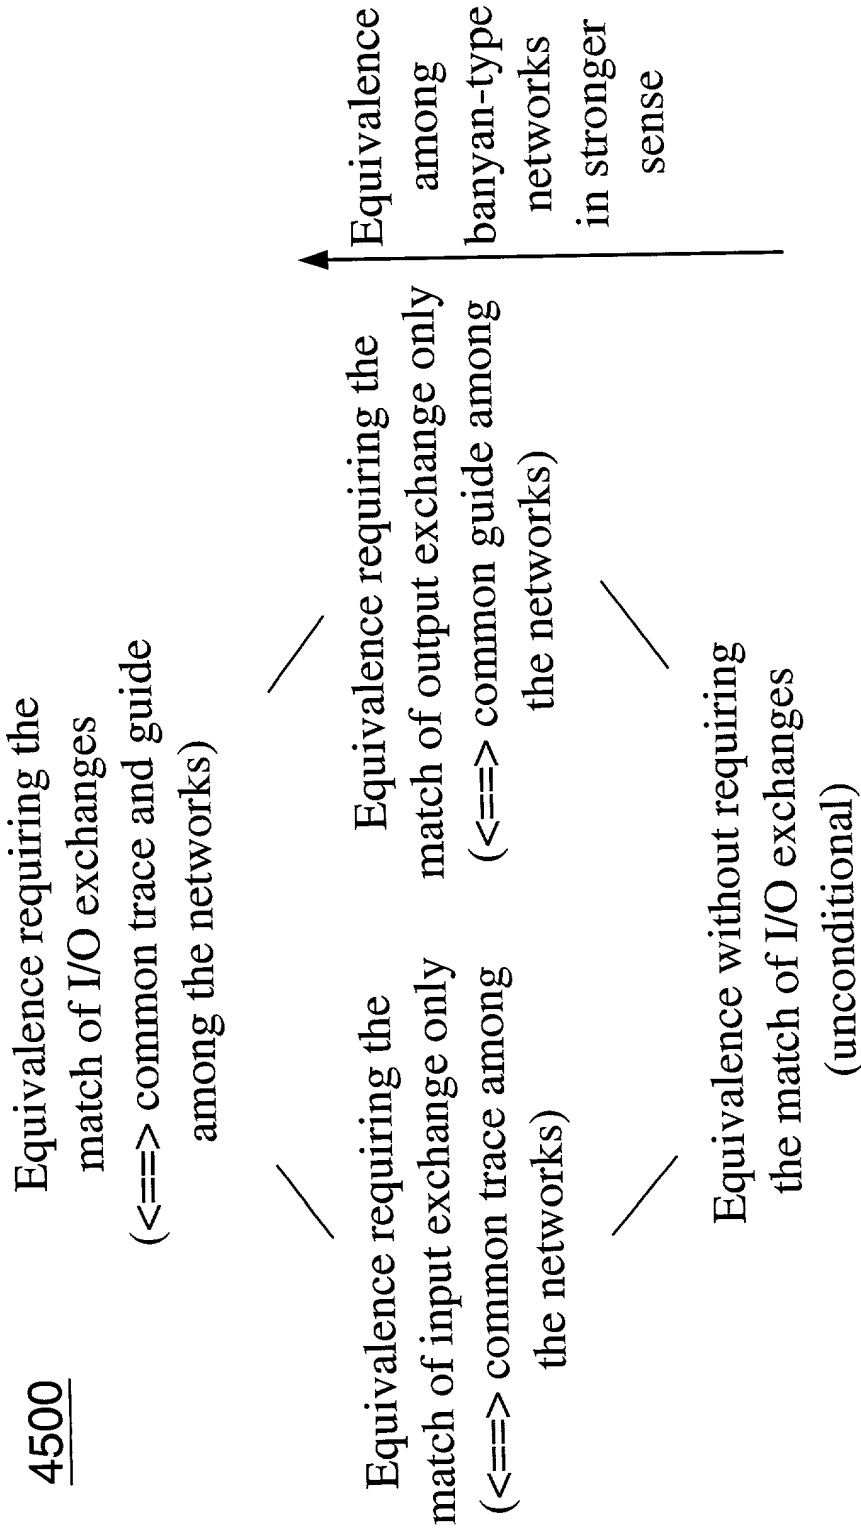 4500
Equivalence requiring the
match of I/O exchanges
(<==> common trace and guide
among the networks)
Equivalence requiring the
match of input exchange only
(<==> common trace among
the networks)
Equivalence requiring the
match of output exchange only
(<==> common guide among
the networks)
Equivalence
among
banyan-type
networks
in stronger
sense
Equivalence without requiring
the match of I/O exchanges
(unconditional)